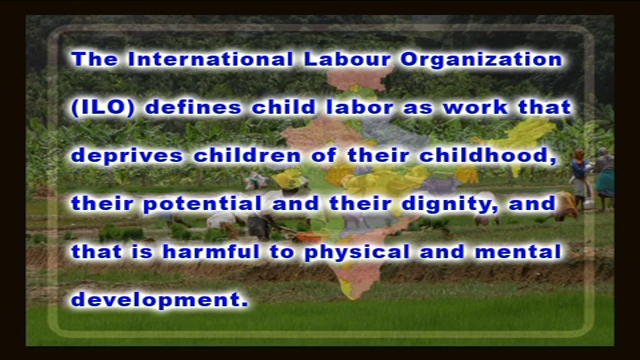 The International Labour Organization
(ILO) defines child labor as work that
deprives children of their childhood,
their potential and their dignity, and
that is harmful to physical and mental
development.